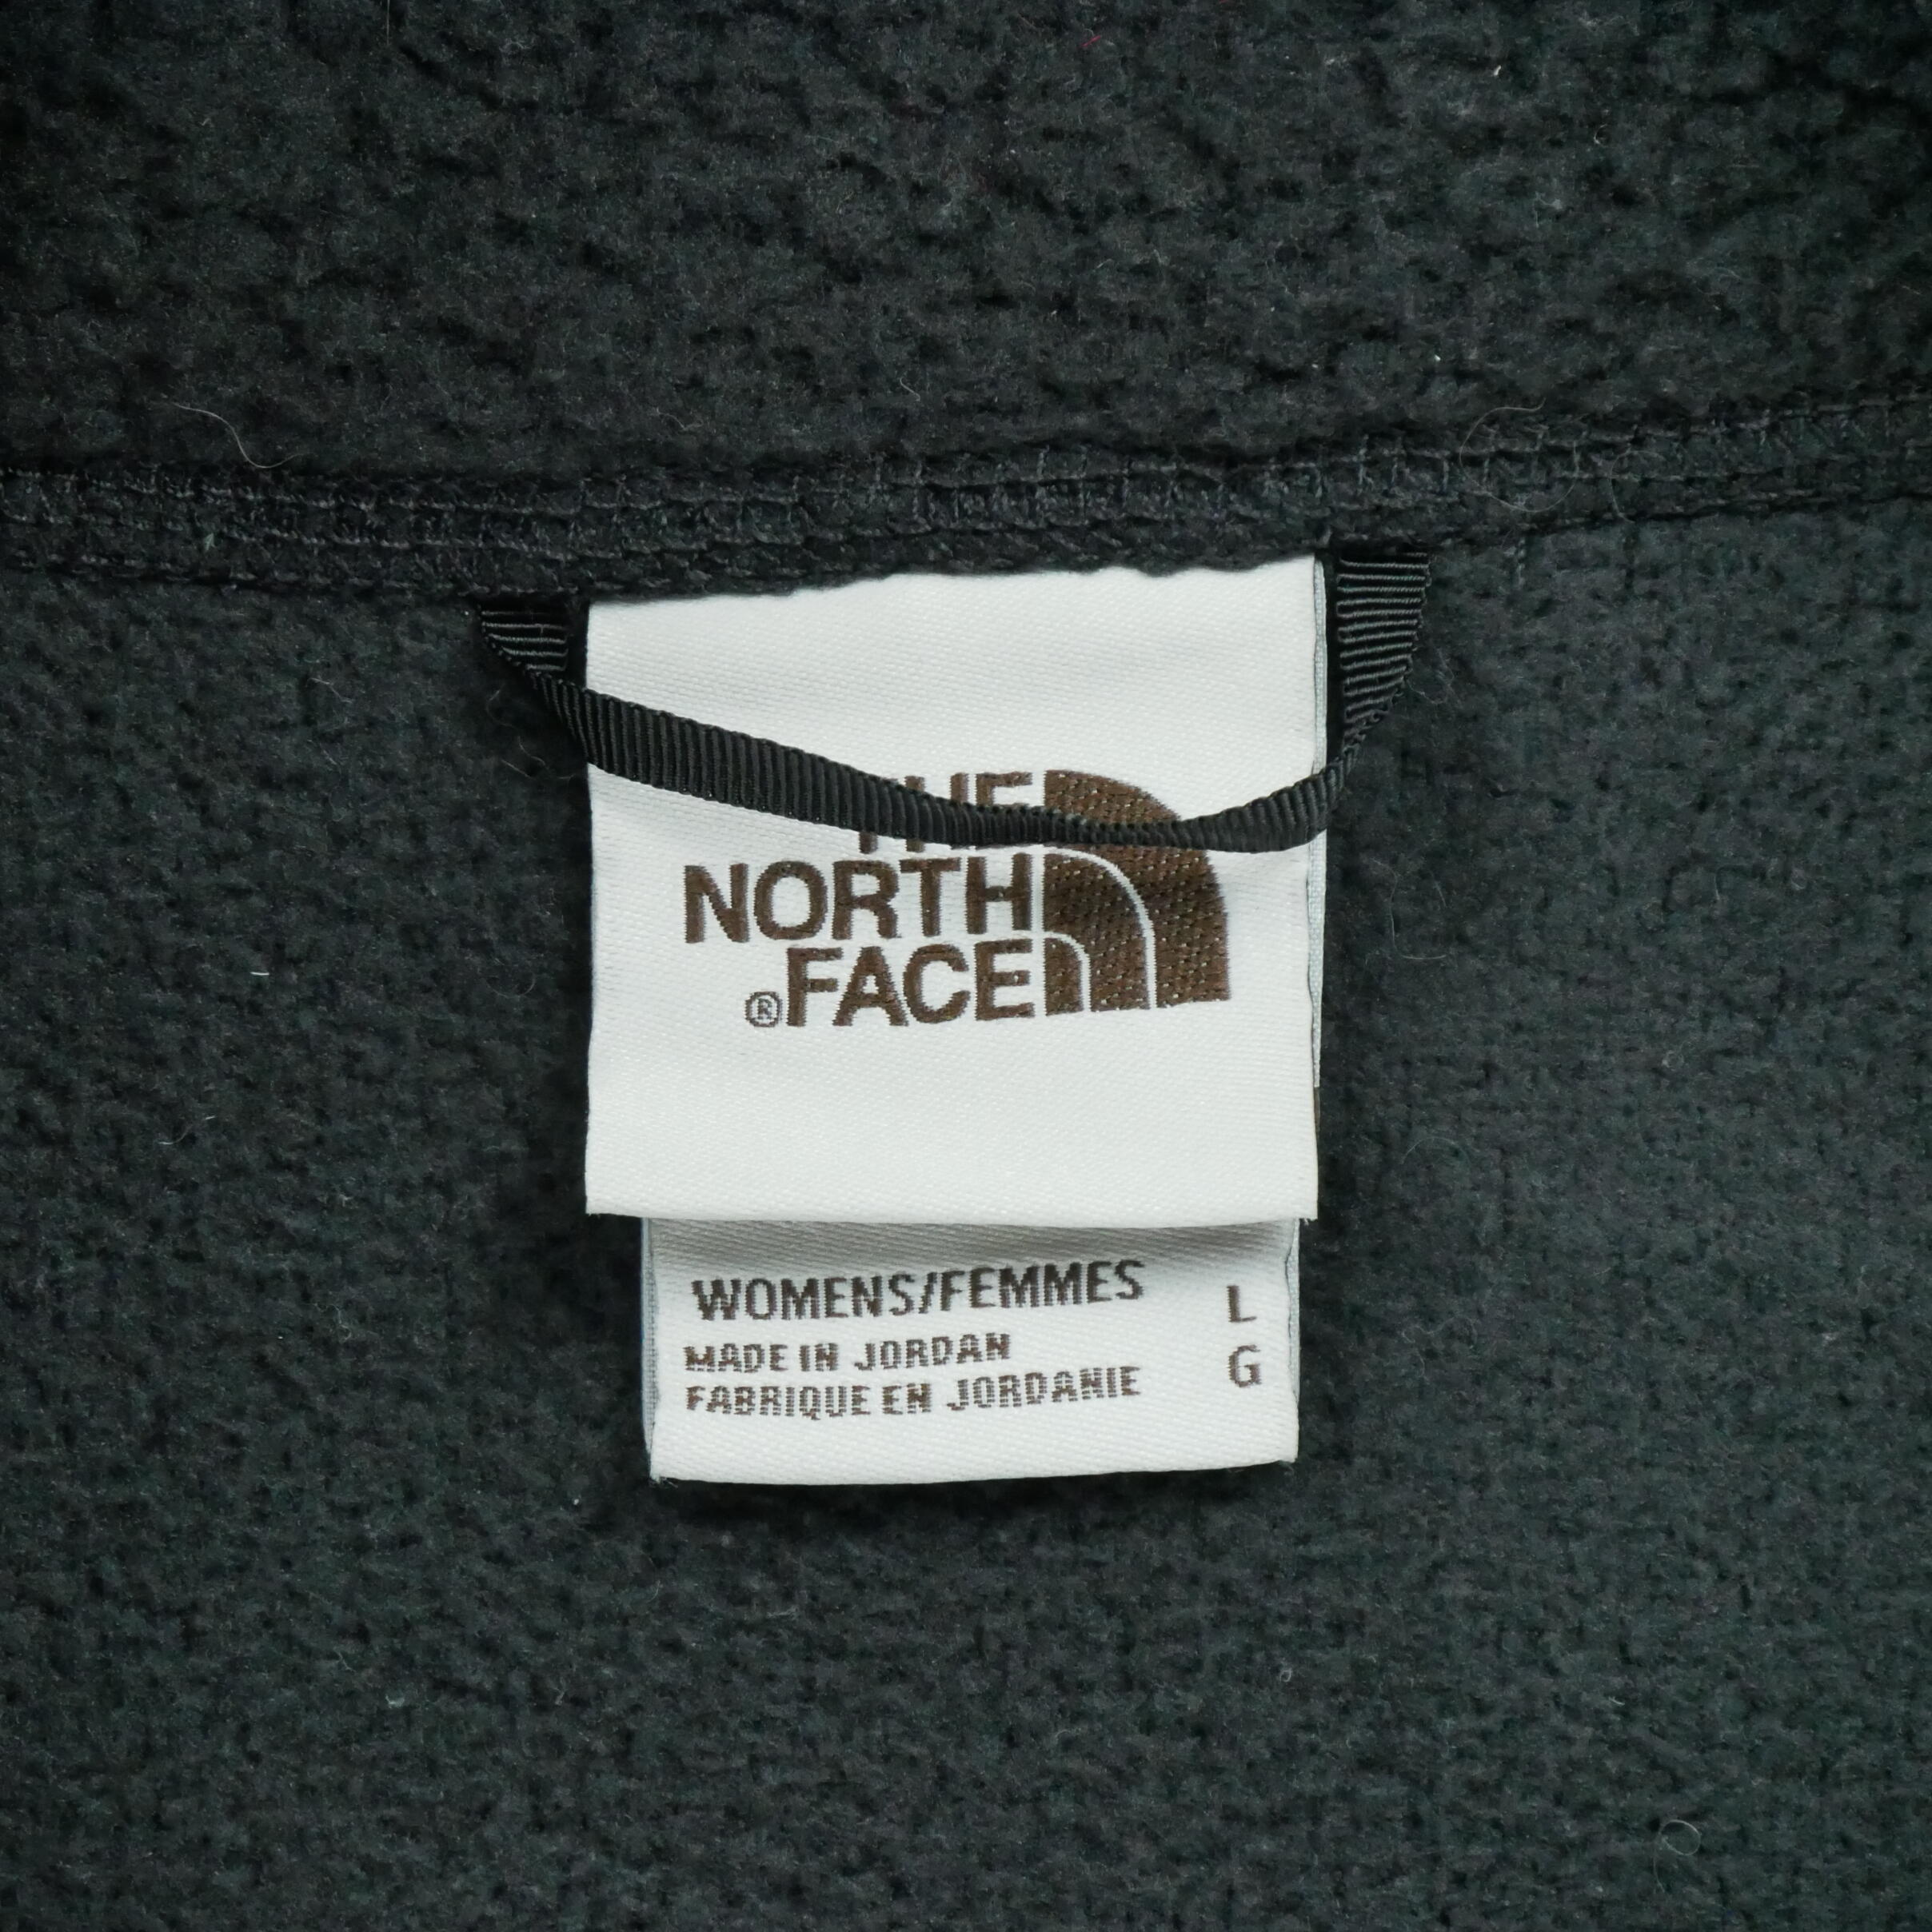 THE
NORTH
®FACE
WOMENS/FEMMES L
MADE IN JORDAN
FABRIQUE EN JORDANIE G